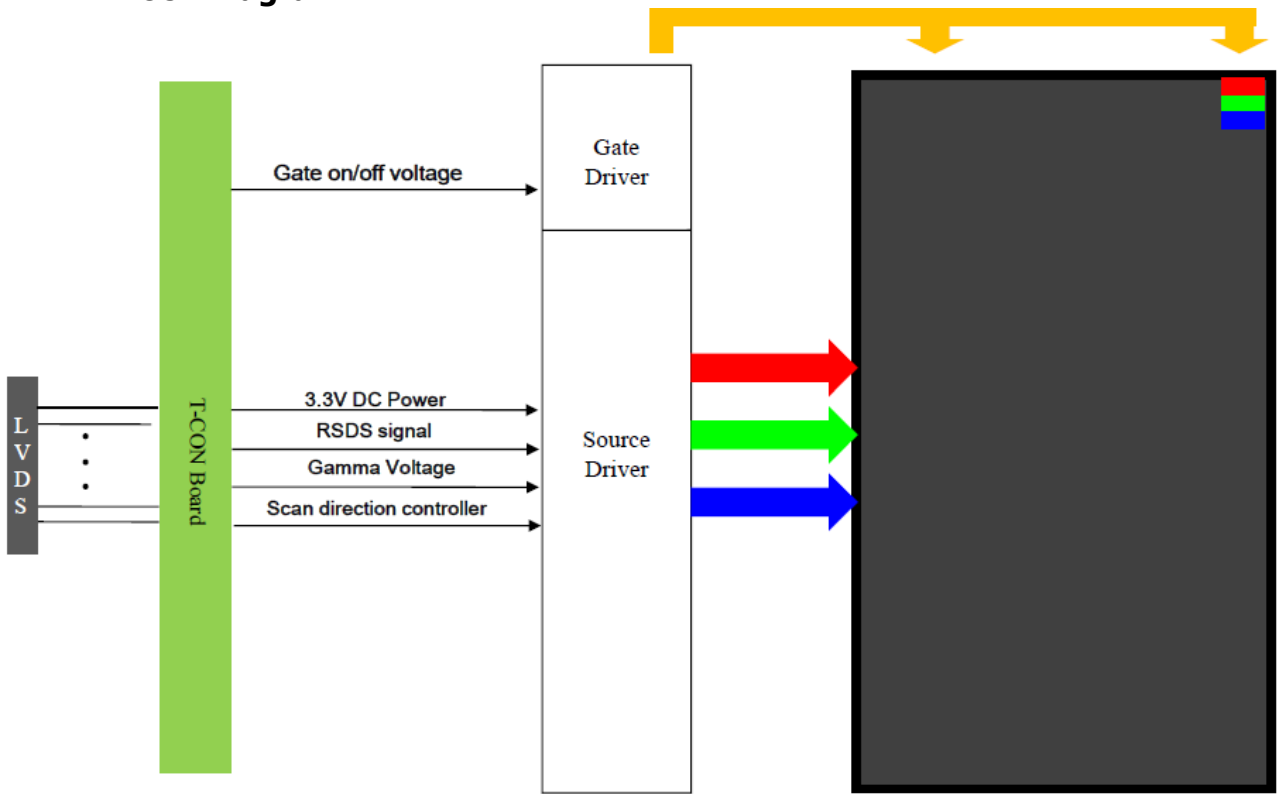 Gate
Driver
Gate on/off voltage
3.3V DC Power
RSDS signal
Gamma Voltage
Scan direction controller
L
V
D
S
T-CON Board
Source
Driver